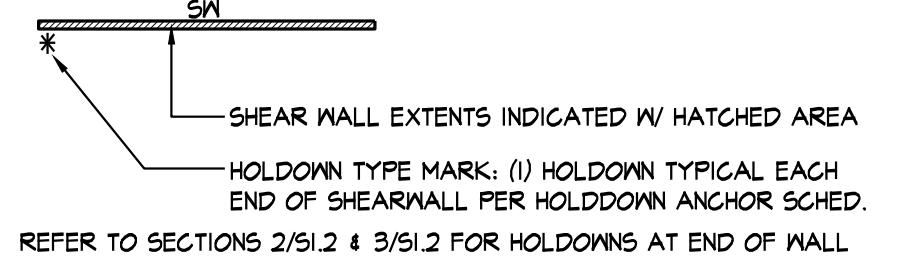 SW
*
SHEAR WALL EXTENTS INDICATED W/ HATCHED AREA
HOLDOWN TYPE MARK: (1) HOLDOWN TYPICAL EACH
END OF SHEARWALL PER HOLDDOWN ANCHOR SCHED.
REFER TO SECTIONS 2/S1.2 & 3/S1.2 FOR HOLDOWNS AT END OF WALL